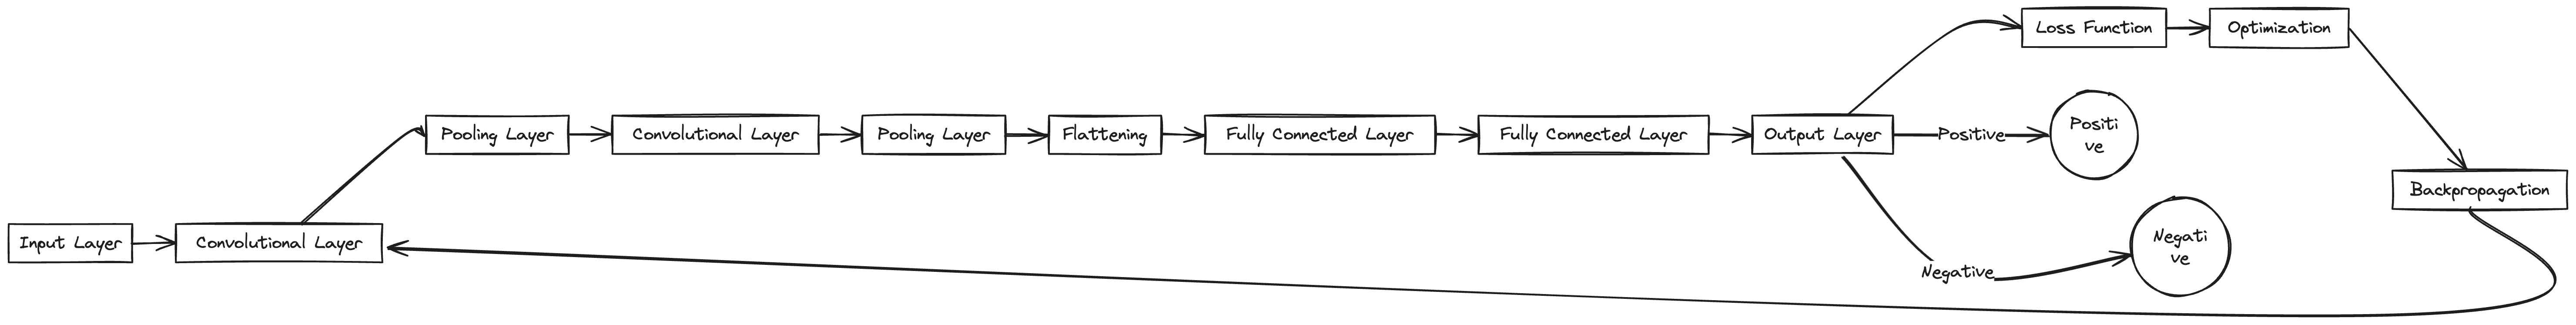 Input Layer
Convolutional Layer
Pooling Layer
Convolutional Layer
Pooling Layer
Flattening
Fully Connected Layer
Fully Connected Layer
Output Layer
Loss Function
Optimization
Positive
Positi
ve
Negative
Negati
ve
Backpropagation